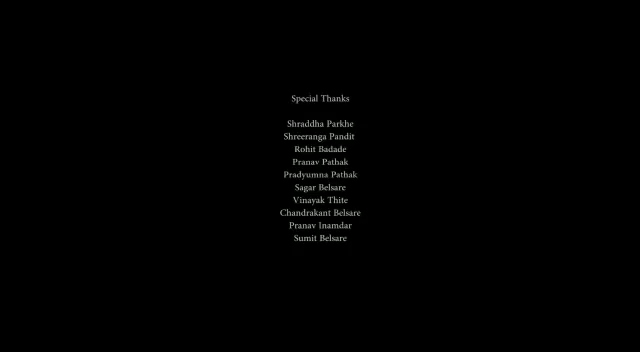 Special Thanks
Shraddha Parkhe
Shreeranga Pandit
Rohit Badade
Pranav Pathak
Pradyumna Pathak
Sagar Belsare
Vinayak Thite
Chandrakant Belsare
Pranav Inamdar
Sumit Belsare